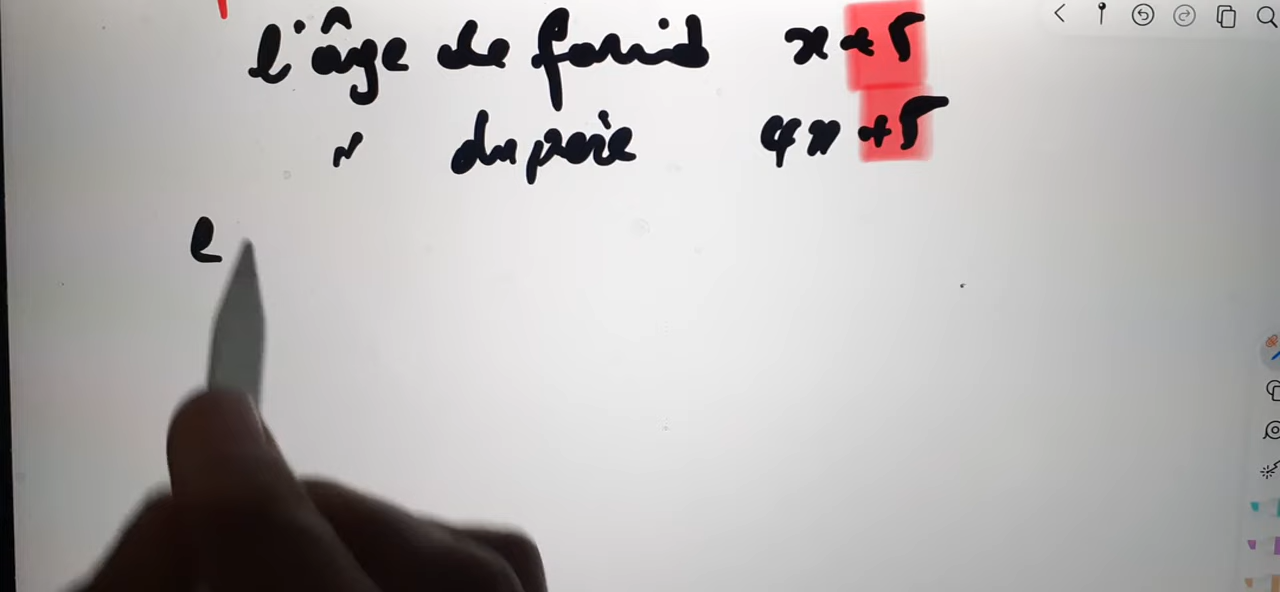 l'âge de farid x+5
〃 du père 4x+5
e